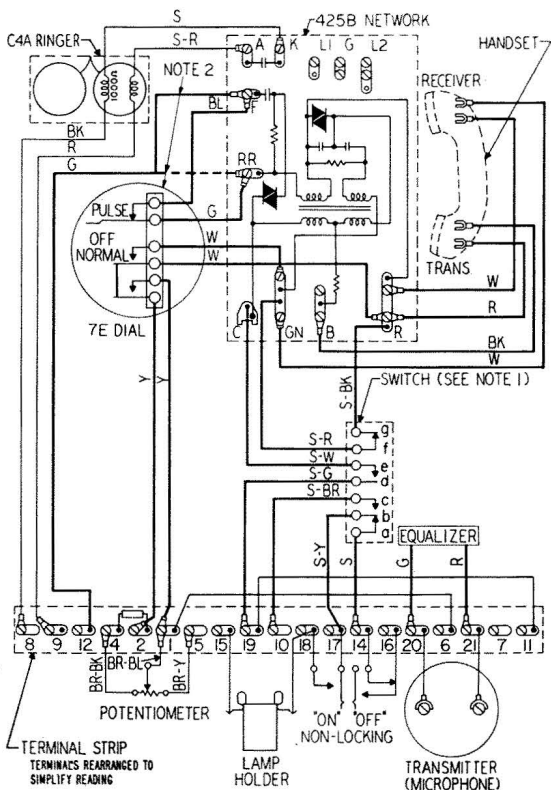 S
C4A RINGER
S-R
425B NETWORK
A
K
L1
G
L2
HANDSET
NOTE 2
RECEIVER
1000Ω
BK
R
G
BL
F
RR
PULSE
G
OFF
NORMAL
W
W
7E DIAL
TRANS
W
R
C
GN
B
R
BK
W
Y
Y
S-BK
SWITCH (SEE NOTE 1)
S-R
S-W
S-G
S-BR
g
f
e
d
c
b
a
S-Y
S
EQUALIZER
G
R
8
9
12
4
2
1
5
15
19
10
18
17
14
16
20
6
21
7
11
BR-BK
BR-BL
BR-Y
POTENTIOMETER
"ON" "OFF"
NON-LOCKING
LAMP
HOLDER
TERMINAL STRIP
TERMINALS REARRANGED TO
SIMPLIFY READING
TRANSMITTER
(MICROPHONE)